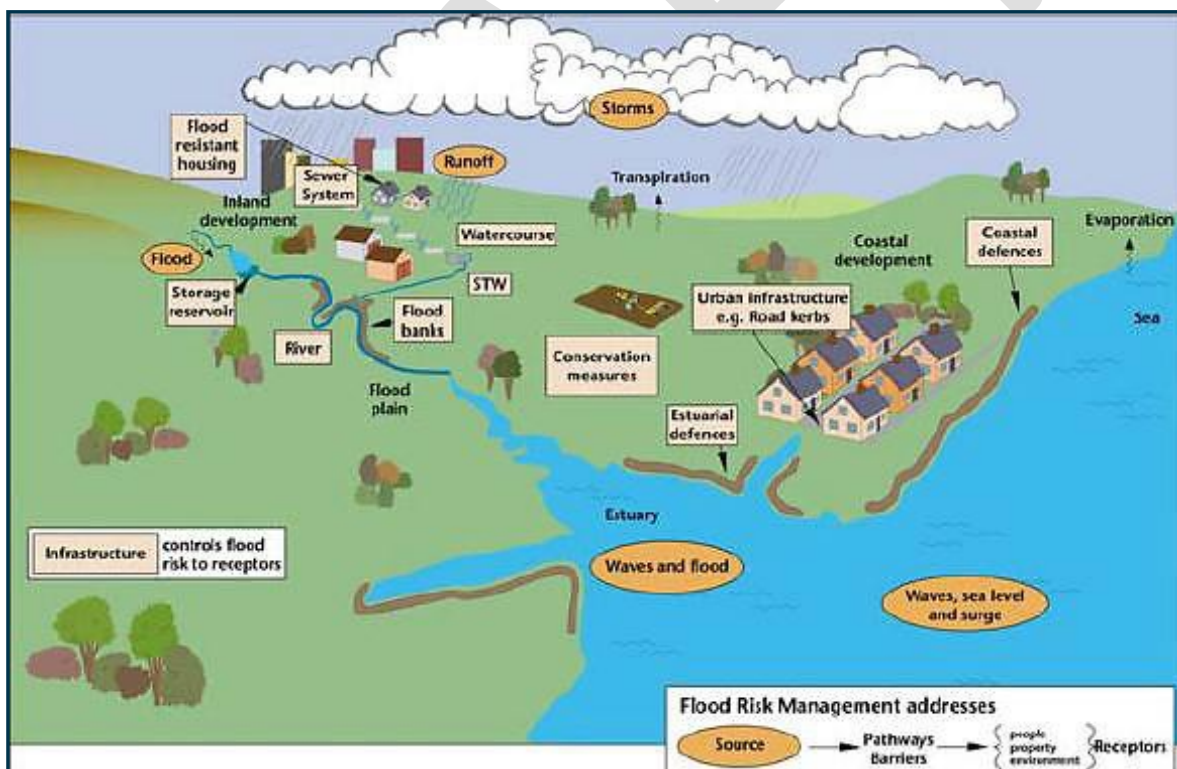 Storms
Flood
resistant
housing
Runoff
Sewer
System
Transpiration
Inland
development
Watercourse
Evaporation
Coastal
defences
Coastal
development
Flood
Storage
reservoir
STW
Urban infrastructure
e.g. Road kerbs
Sea
River
Flood
banks
Conservation
measures
Flood
plain
Estuarial
defences
Estuary
Infrastructure
controls flood
risk to receptors
Waves and flood
Waves, sea level
and surge
Flood Risk Management addresses
Source
Pathways
Barriers
people
property
environment
Receptors